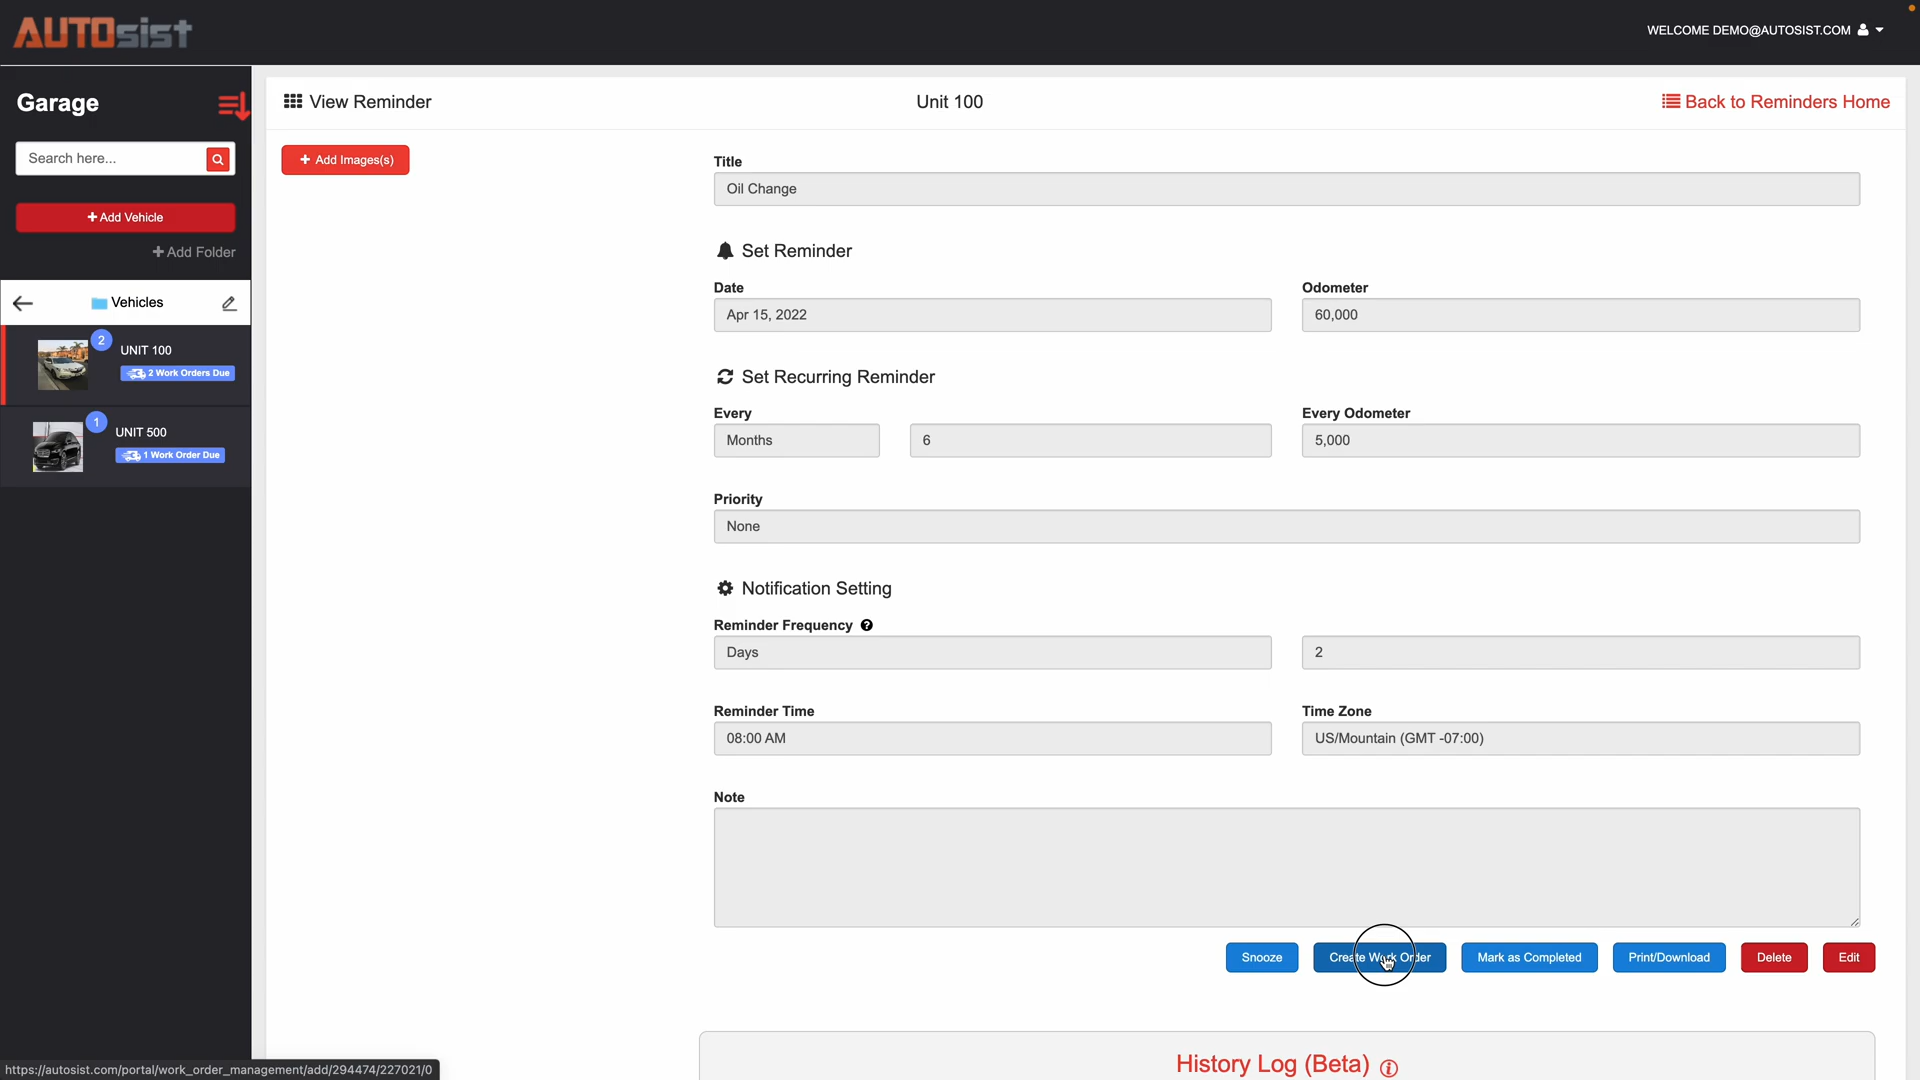 AUTOsist
WELCOME DEMO@AUTOSIST.COM
Garage
Search here...
+ Add Vehicle
+ Add Folder
Vehicles
2
UNIT 100
2 Work Orders Due
1
UNIT 500
1 Work Order Due
View Reminder
Unit 100
Back to Reminders Home
+ Add Images(s)
Title
Oil Change
Set Reminder
Date
Odometer
Apr 15, 2022
60,000
Set Recurring Reminder
Every
Every Odometer
Months
6
5,000
Priority
None
Notification Setting
Reminder Frequency ?
Days
2
Reminder Time
Time Zone
08:00 AM
US/Mountain (GMT -07:00)
Note
Snooze
Create Work Order
Mark as Completed
Print/Download
Delete
Edit
History Log (Beta) i
https://autosist.com/portal/work_order_management/add/294474/227021/0